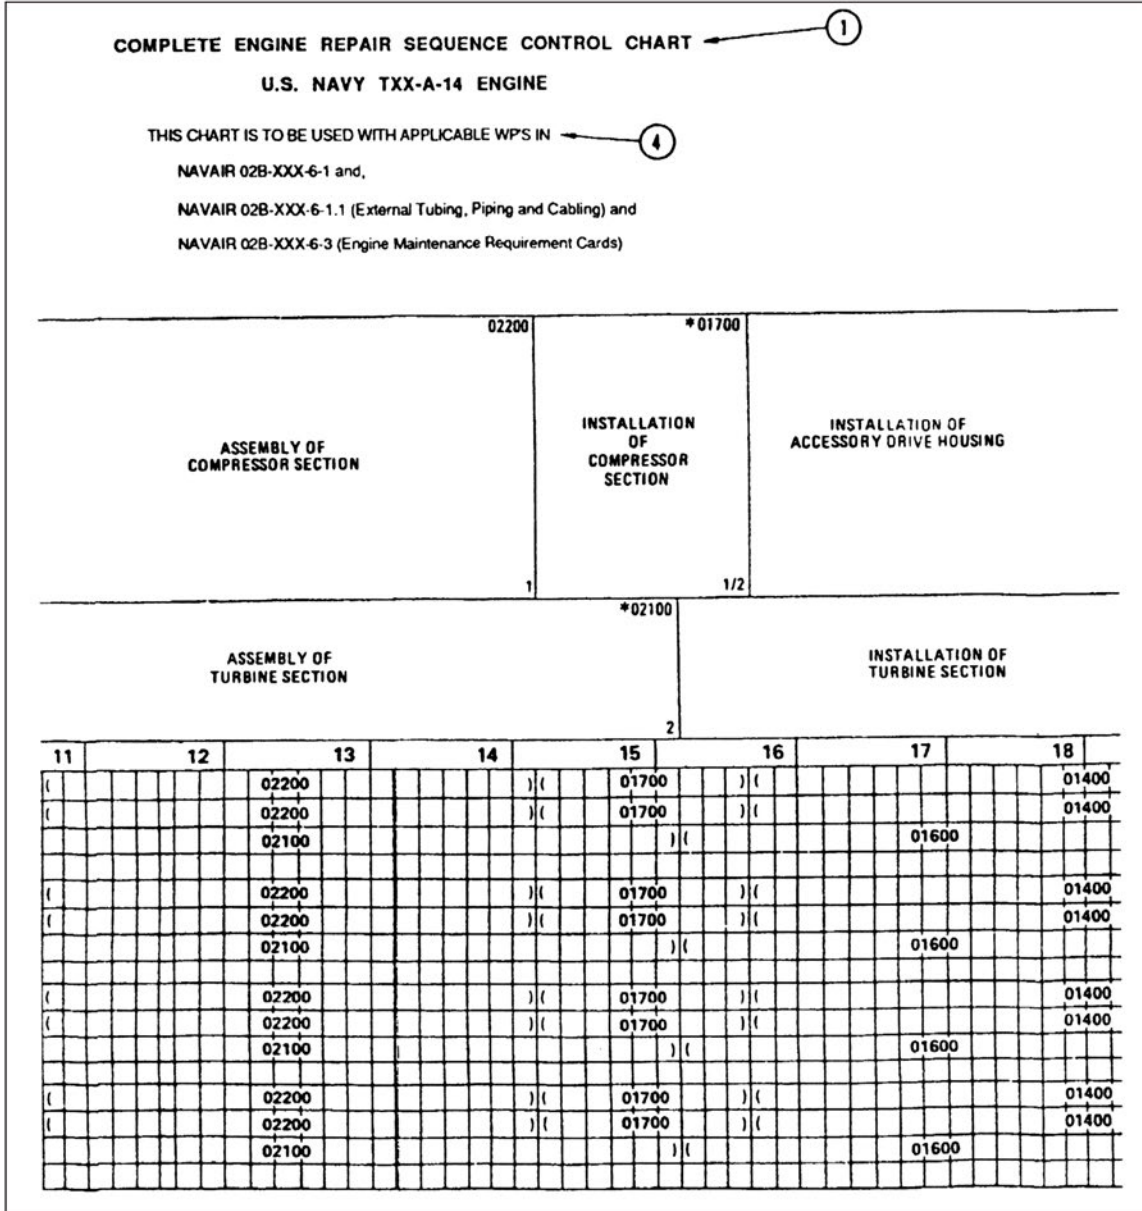 COMPLETE ENGINE REPAIR SEQUENCE CONTROL CHART
1
U.S. NAVY TXX-A-14 ENGINE
THIS CHART IS TO BE USED WITH APPLICABLE WP'S IN
4
NAVAIR 02B-XXX-6-1 and,
NAVAIR 02B-XXX-6-1.1 (External Tubing, Piping and Cabling) and
NAVAIR 02B-XXX-6-3 (Engine Maintenance Requirement Cards)
02200 *01700
ASSEMBLY OF
COMPRESSOR SECTION
1
INSTALLATION
OF
COMPRESSOR
SECTION
1/2
INSTALLATION OF
ACCESSORY DRIVE HOUSING
*02100
ASSEMBLY OF
TURBINE SECTION
2
INSTALLATION OF
TURBINE SECTION
11 12 13 14 15 16 17 18
( 02200 )( 01700 )( 01400
( 02200 )( 01700 )( 01400
02100 )( 01600
( 02200 )( 01700 )( 01400
( 02200 )( 01700 )( 01400
02100 )( 01600
( 02200 )( 01700 )( 01400
( 02200 )( 01700 )( 01400
02100 )( 01600
( 02200 )( 01700 )( 01400
( 02200 )( 01700 )( 01400
02100 )( 01600